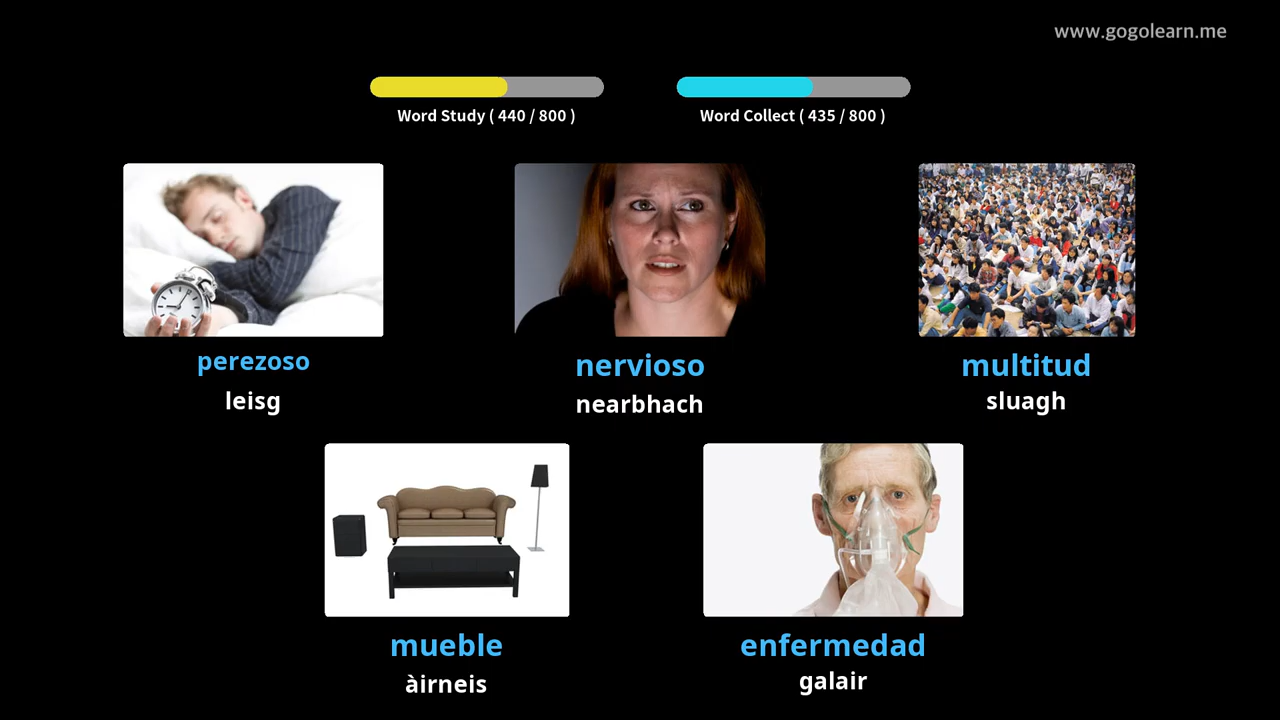 www.gogolearn.me
Word Study ( 440 / 800 )
Word Collect ( 435 / 800 )
perezoso
leisg
nervioso
nearbhach
multitud
sluagh
mueble
àirneis
enfermedad
galair